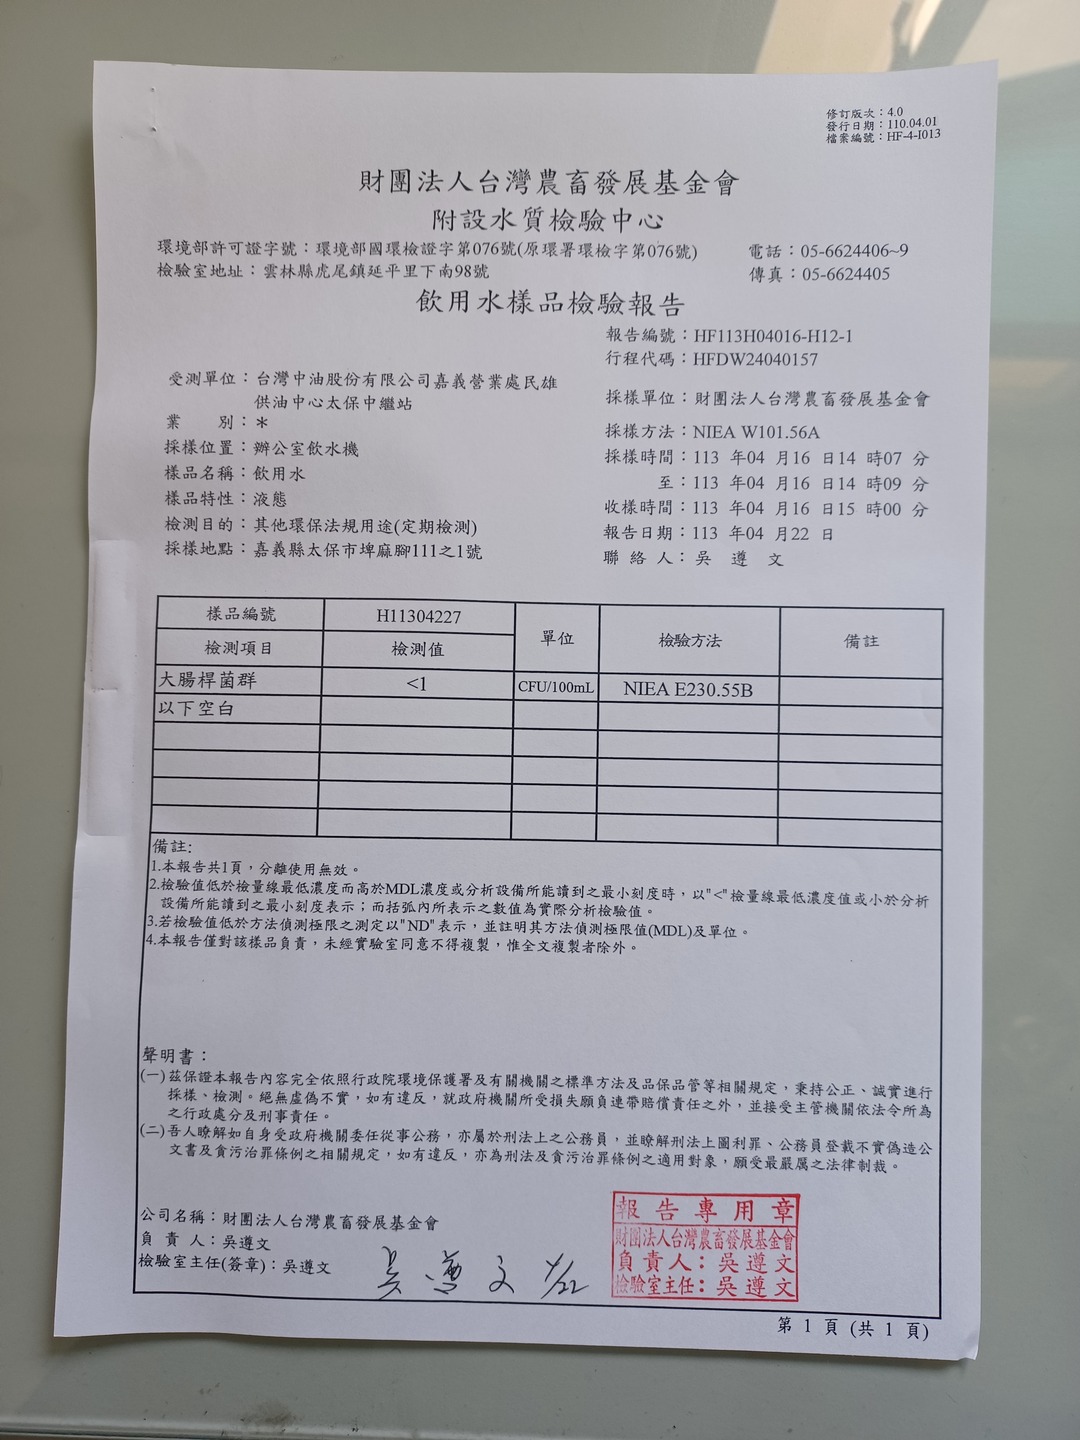 修訂版次：4.0
發行日期：110.04.01
檔案編號：HF-4-I013
財團法人台灣農畜發展基金會
附設水質檢驗中心
環境部許可證字號：環境部國環檢證字第076號(原環署環檢字第076號)
電話：05-6624406~9
檢驗室地址：雲林縣虎尾鎮延平里下南98號
傳真：05-6624405
飲用水樣品檢驗報告
報告編號：HF113H04016-H12-1
行程代碼：HFDW24040157
受測單位：台灣中油股份有限公司嘉義營業處民雄
供油中心太保中繼站
採樣單位：財團法人台灣農畜發展基金會
業　　別：＊
採樣方法：NIEA W101.56A
採樣位置：辦公室飲水機
採樣時間：113 年04 月16 日14 時07 分
樣品名稱：飲用水
至：113 年04 月16 日14 時09 分
樣品特性：液態
收樣時間：113 年04 月16 日15 時00 分
檢測目的：其他環保法規用途(定期檢測)
報告日期：113 年04 月22 日
採樣地點：嘉義縣太保市埤麻腳111之1號
聯 絡 人：吳 遵 文
樣品編號 H11304227 單位 檢驗方法 備註
檢測項目 檢測值
大腸桿菌群 <1 CFU/100mL NIEA E230.55B
以下空白
備註:
1.本報告共1頁，分離使用無效。
2.檢驗值低於檢量線最低濃度而高於MDL濃度或分析設備所能讀到之最小刻度時，以"<"檢量線最低濃度值或小於分析
設備所能讀到之最小刻度表示；而括弧內所表示之數值為實際分析檢驗值。
3.若檢驗值低於方法偵測極限之測定以"ND"表示，並註明其方法偵測極限值(MDL)及單位。
4.本報告僅對該樣品負責，未經實驗室同意不得複製，惟全文複製者除外。
聲明書：
(一)茲保證本報告內容完全依照行政院環境保護署及有關機關之標準方法及品保品管等相關規定，秉持公正、誠實進行
採樣、檢測。絕無虛偽不實，如有違反，就政府機關所受損失願負連帶賠償責任之外，並接受主管機關依法令所為
之行政處分及刑事責任。
(二)吾人瞭解如自身受政府機關委任從事公務，亦屬於刑法上之公務員，並瞭解刑法上圖利罪、公務員登載不實偽造公
文書及貪污治罪條例之相關規定，如有違反，亦為刑法及貪污治罪條例之適用對象，願受最嚴厲之法律制裁。
公司名稱：財團法人台灣農畜發展基金會
負 責 人：吳遵文
檢驗室主任(簽章)：吳遵文
吳遵文 4/22
報告專用章
財團法人台灣農畜發展基金會
負責人：吳遵文
檢驗室主任：吳遵文
第 1 頁 (共 1 頁)